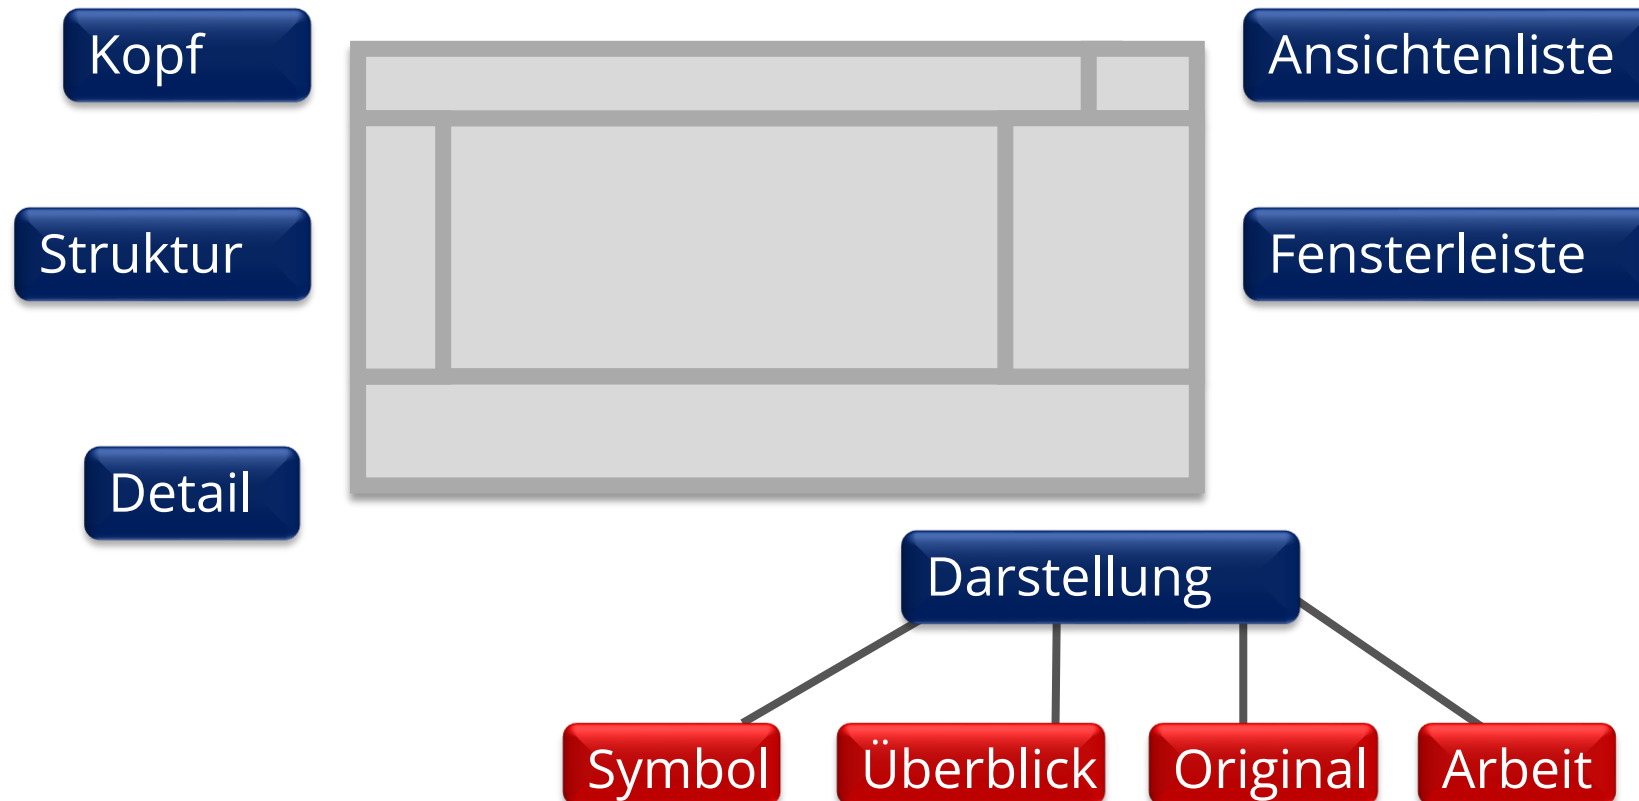 Kopf
Ansichtenliste
Struktur
Fensterleiste
Detail
Darstellung
Symbol
Überblick
Original
Arbeit